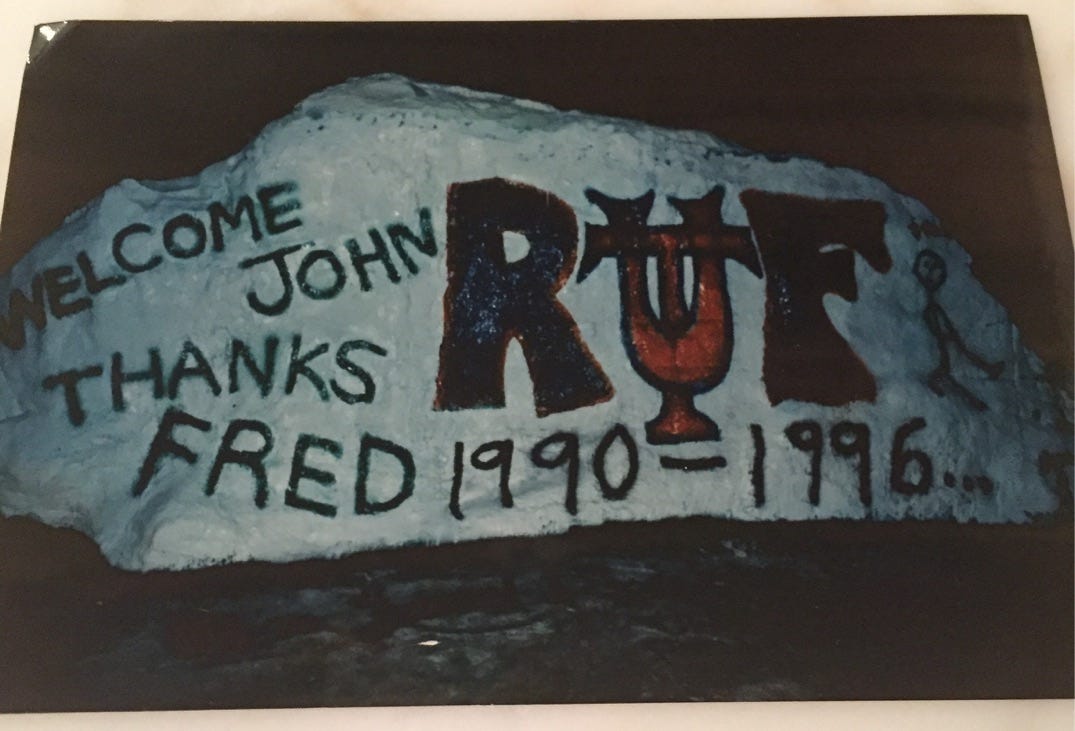 WELCOME
JOHN
THANKS
FRED 1990-1996...
RUF